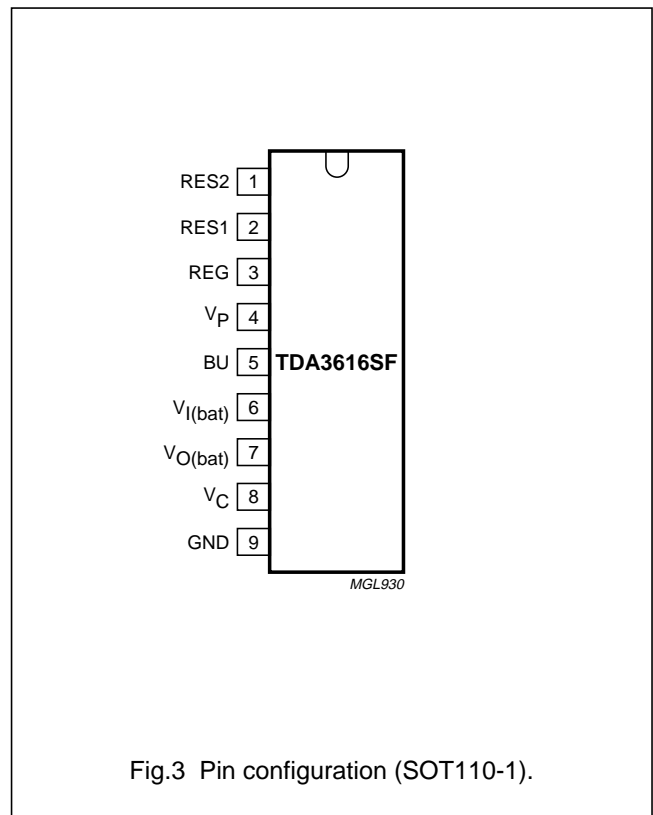 RES2 1
RES1 2
REG 3
VP 4
BU 5 TDA3616SF
VI(bat) 6
VO(bat) 7
VC 8
GND 9
MGL930
Fig.3 Pin configuration (SOT110-1).